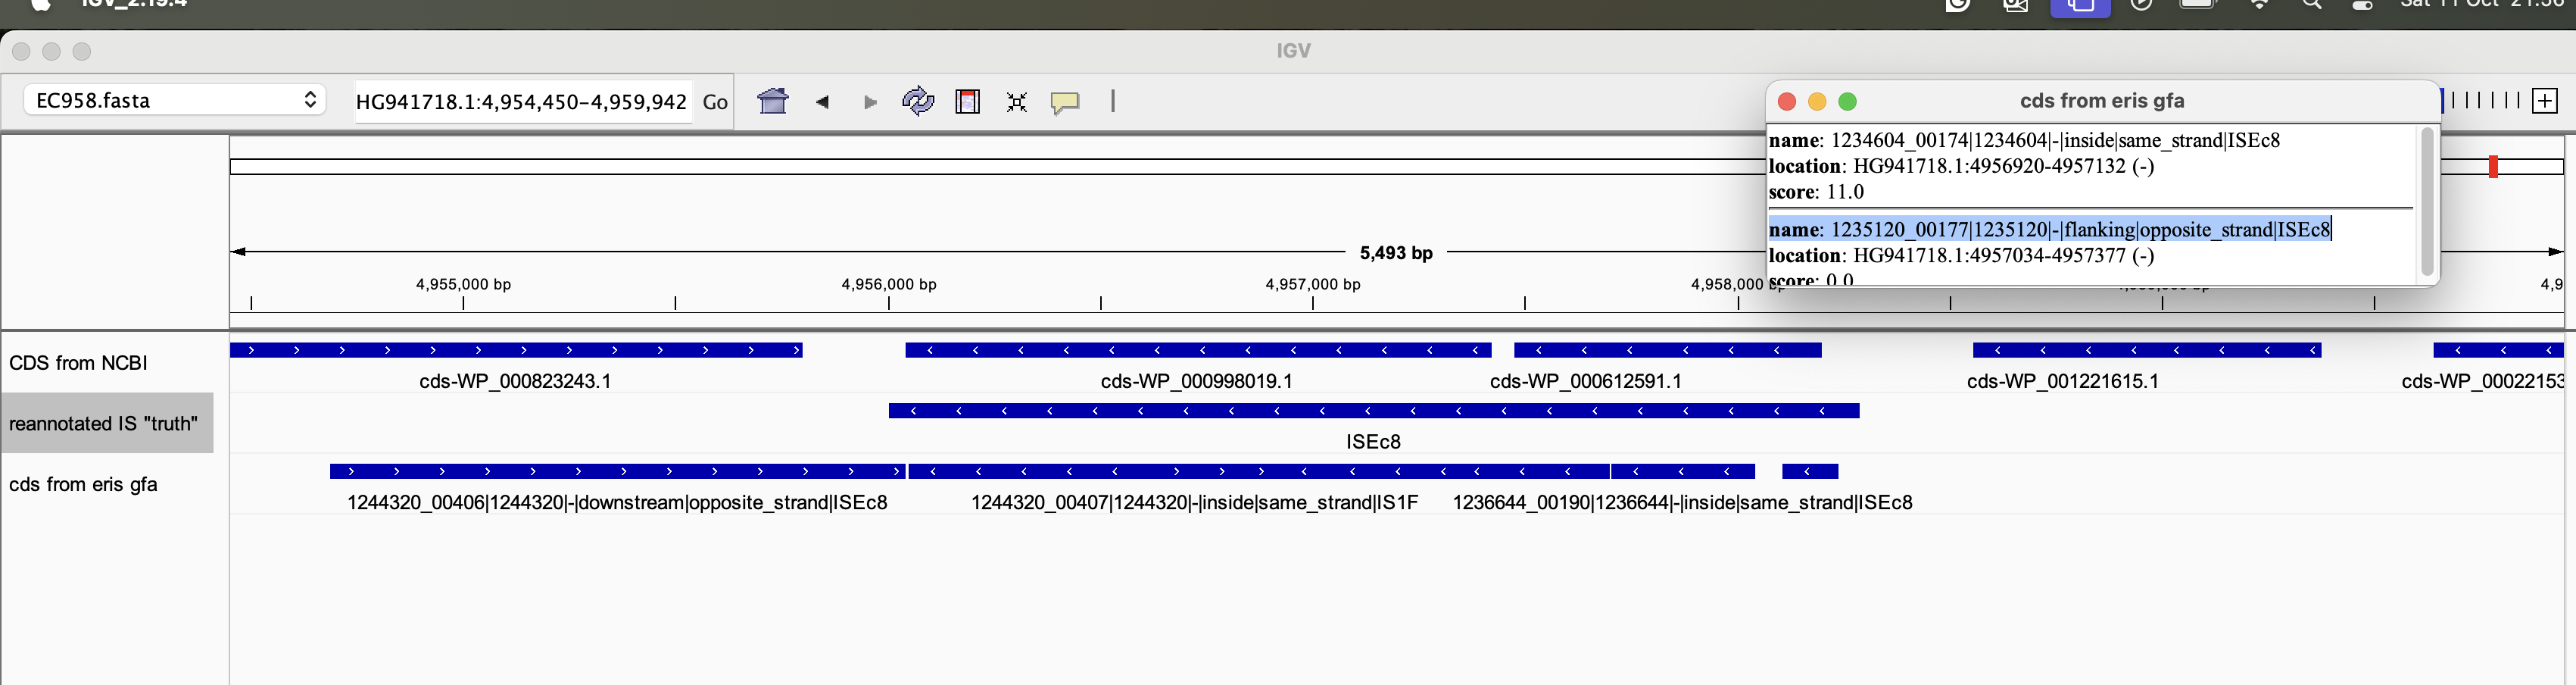 IGV_2.19.4
Sat 11 Oct 21:36
IGV
EC958.fasta
HG941718.1:4,954,450-4,959,942
Go
cds from eris gfa
name: 1234604_00174|1234604|-|inside|same_strand|ISEc8
location: HG941718.1:4956920-4957132 (-)
score: 11.0
name: 1235120_00177|1235120|-|flanking|opposite_strand|ISEc8
location: HG941718.1:4957034-4957377 (-)
score: 0.0
5,493 bp
4,955,000 bp
4,956,000 bp
4,957,000 bp
4,958,000 bp
4,9
CDS from NCBI
cds-WP_000823243.1
cds-WP_000998019.1
cds-WP_000612591.1
cds-WP_001221615.1
cds-WP_00022153
reannotated IS "truth"
ISEc8
cds from eris gfa
1244320_00406|1244320|-|downstream|opposite_strand|ISEc8
1244320_00407|1244320|-|inside|same_strand|IS1F
1236644_00190|1236644|-|inside|same_strand|ISEc8